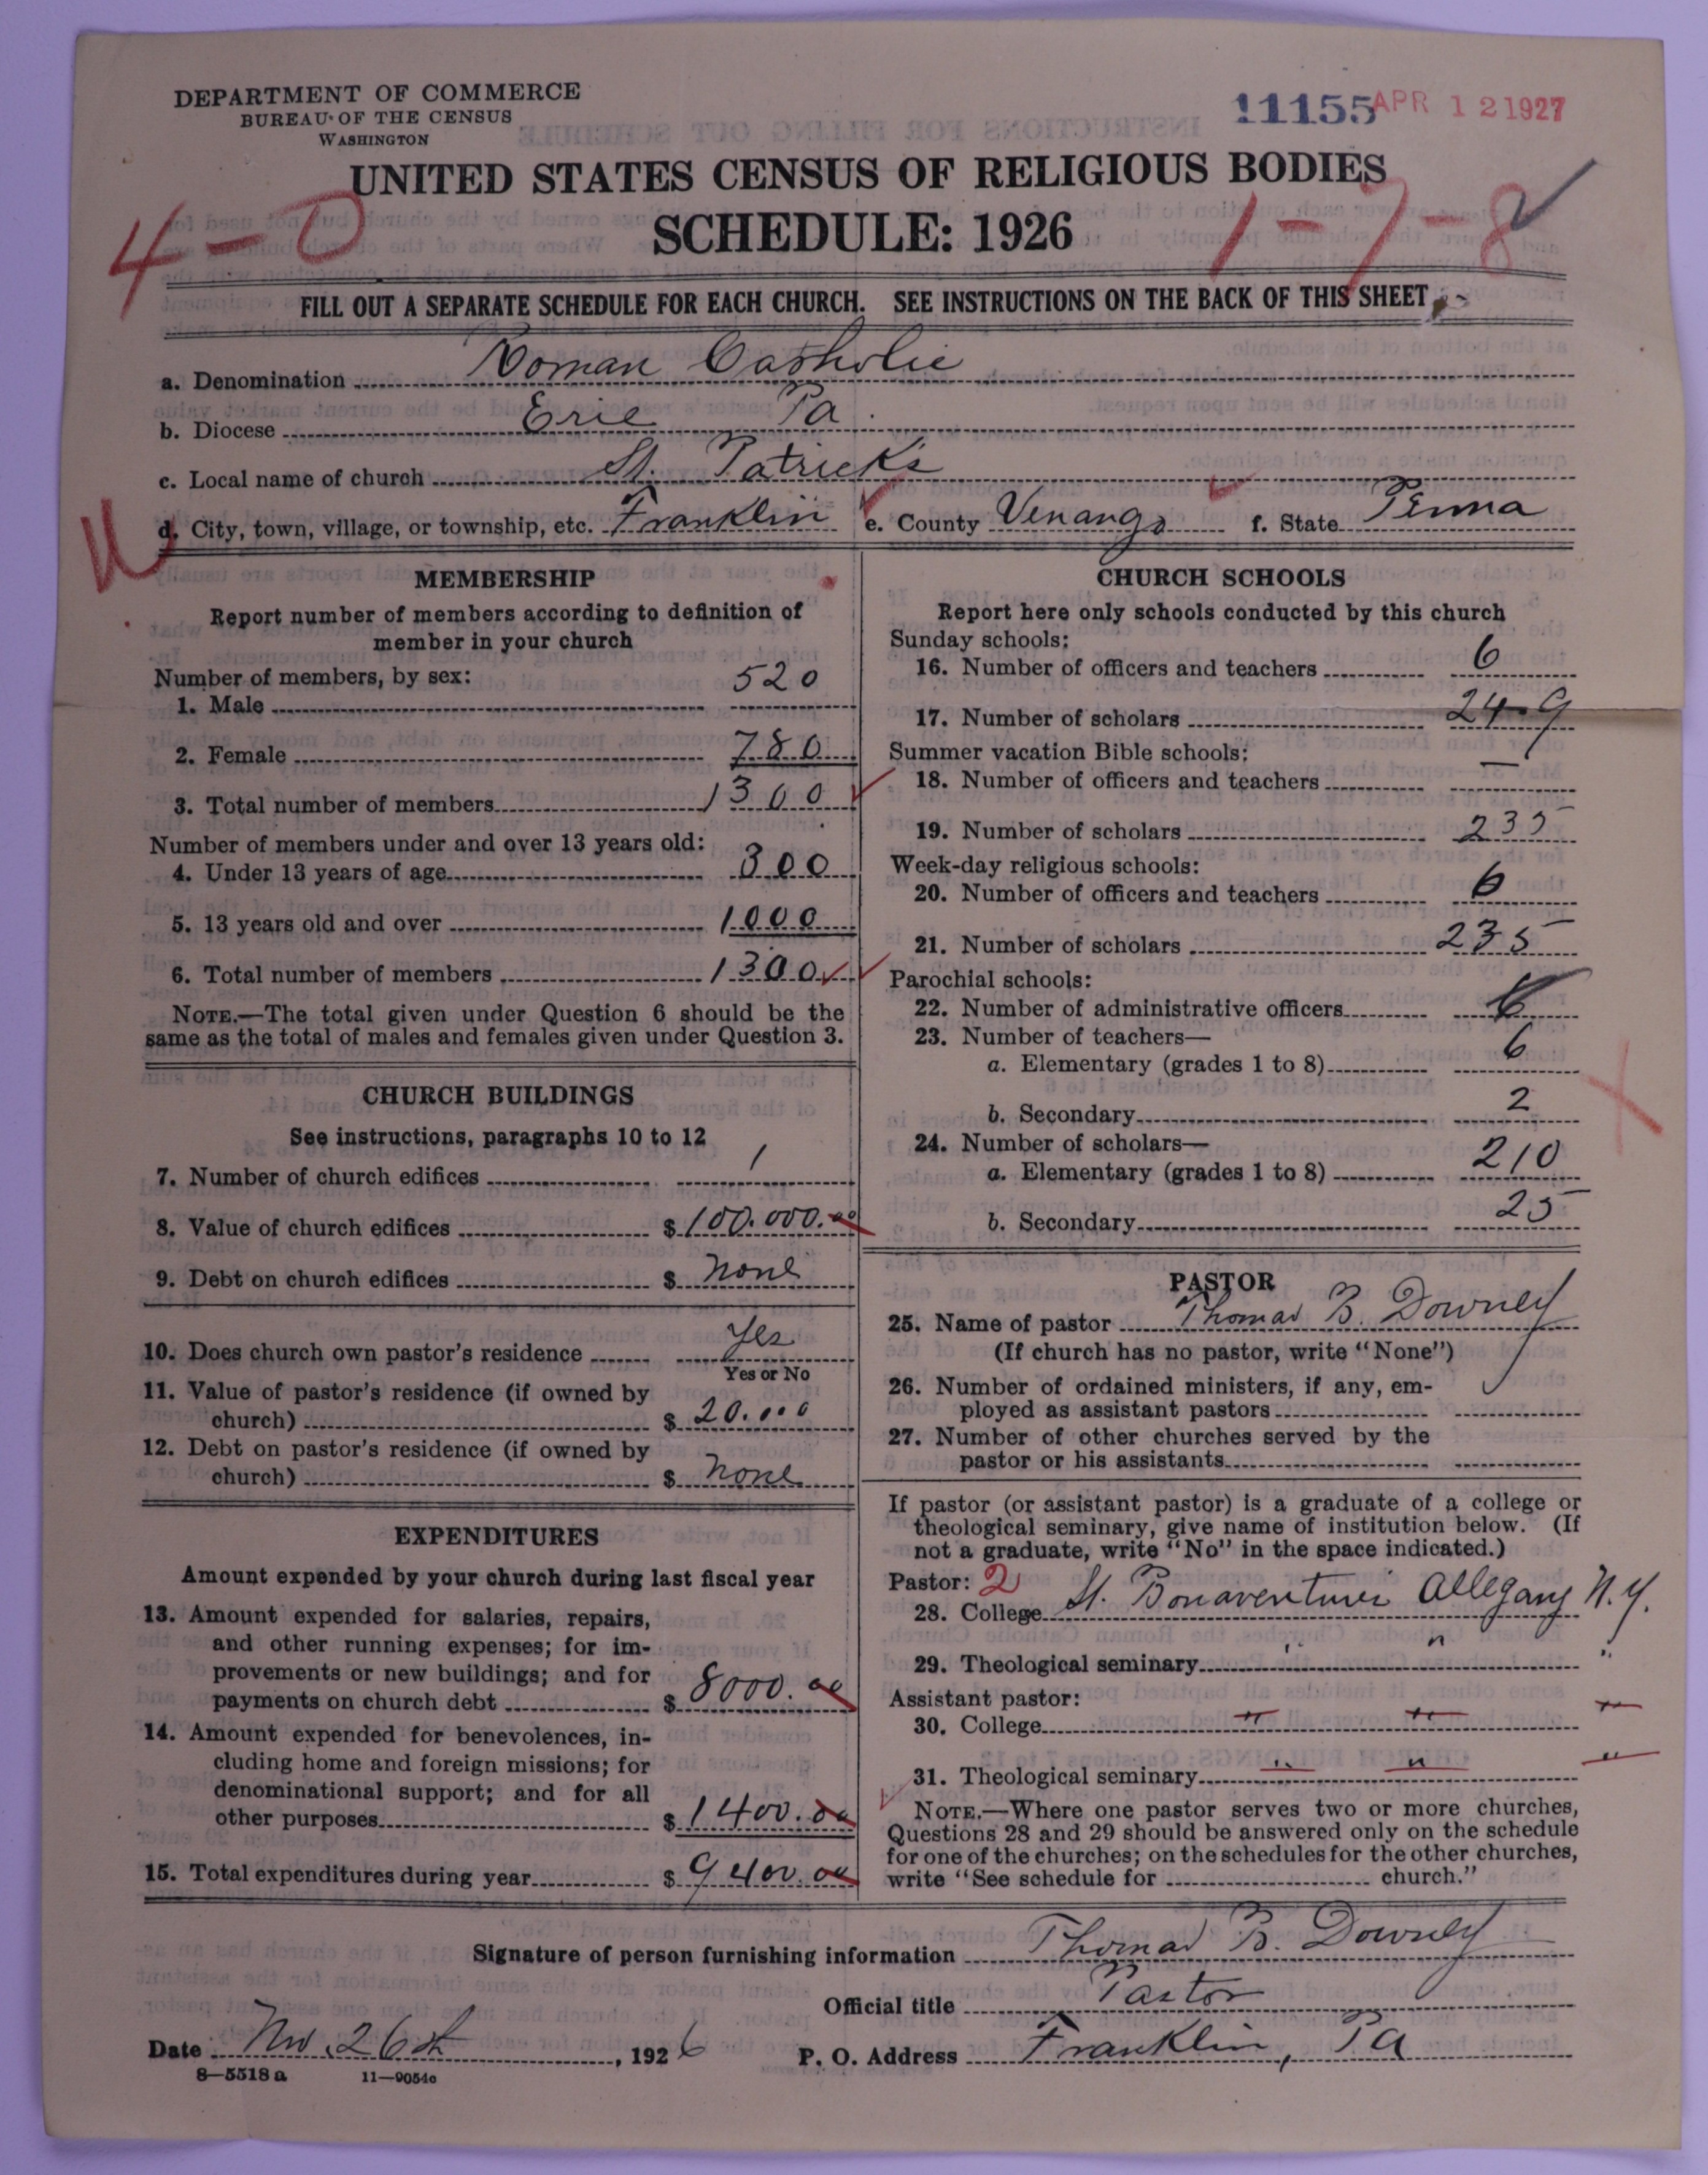 DEPARTMENT OF COMMERCE
BUREAU OF THE CENSUS
WASHINGTON
11155 APR 12 1927
UNITED STATES CENSUS OF RELIGIOUS BODIES
SCHEDULE: 1926
4-0
1-7-8
FILL OUT A SEPARATE SCHEDULE FOR EACH CHURCH. SEE INSTRUCTIONS ON THE BACK OF THIS SHEET
a. Denomination Roman Catholic
b. Diocese Erie Pa.
c. Local name of church St. Patrick's
d. City, town, village, or township, etc. Franklin e. County Venango f. State Penna
MEMBERSHIP
Report number of members according to definition of
member in your church
Number of members, by sex:
1. Male 520
2. Female 780
3. Total number of members 1300
Number of members under and over 13 years old:
4. Under 13 years of age 300
5. 13 years old and over 1000
6. Total number of members 1300
NOTE.—The total given under Question 6 should be the
same as the total of males and females given under Question 3.
CHURCH BUILDINGS
See instructions, paragraphs 10 to 12
7. Number of church edifices 1
8. Value of church edifices $ 100.000.00
9. Debt on church edifices $ none
10. Does church own pastor's residence Yes
Yes or No
11. Value of pastor's residence (if owned by
church) $ 20.000
12. Debt on pastor's residence (if owned by
church) $ none
EXPENDITURES
Amount expended by your church during last fiscal year
13. Amount expended for salaries, repairs,
and other running expenses; for im-
provements or new buildings; and for
payments on church debt $ 8000.00
14. Amount expended for benevolences, in-
cluding home and foreign missions; for
denominational support; and for all
other purposes $ 1400.00
15. Total expenditures during year $ 9400.00
CHURCH SCHOOLS
Report here only schools conducted by this church
Sunday schools:
16. Number of officers and teachers 6
17. Number of scholars 249
Summer vacation Bible schools:
18. Number of officers and teachers —
19. Number of scholars 235
Week-day religious schools:
20. Number of officers and teachers 6
21. Number of scholars 235
Parochial schools:
22. Number of administrative officers 6
23. Number of teachers—
a. Elementary (grades 1 to 8) 6
b. Secondary 2
24. Number of scholars—
a. Elementary (grades 1 to 8) 210
b. Secondary 25
PASTOR
25. Name of pastor Thomas B. Downey
(If church has no pastor, write "None")
26. Number of ordained ministers, if any, em-
ployed as assistant pastors
27. Number of other churches served by the
pastor or his assistants
If pastor (or assistant pastor) is a graduate of a college or
theological seminary, give name of institution below. (If
not a graduate, write "No" in the space indicated.)
Pastor: 2
28. College St. Bonaventure Allegany N.Y.
29. Theological seminary " " "
Assistant pastor:
30. College " " "
31. Theological seminary " " "
NOTE.—Where one pastor serves two or more churches,
Questions 28 and 29 should be answered only on the schedule
for one of the churches; on the schedules for the other churches,
write "See schedule for church."
Signature of person furnishing information Thomas B. Downey
Official title Pastor
Date Nov. 26th, 1926 P. O. Address Franklin, Pa
8—5518 a 11—9054c